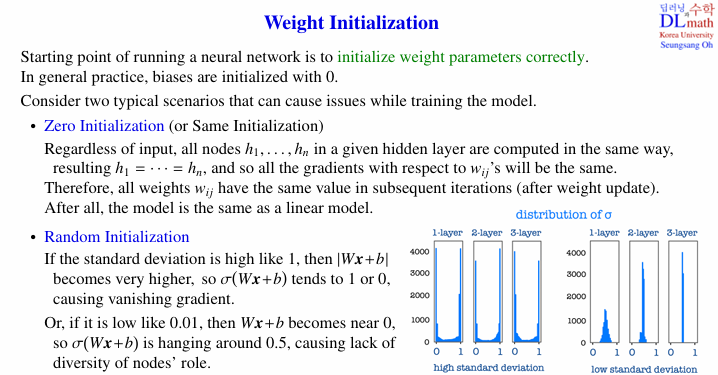 Weight Initialization
딥러닝과 수학
DL math
Korea University
Seungsang Oh
Starting point of running a neural network is to initialize weight parameters correctly.
In general practice, biases are initialized with 0.
Consider two typical scenarios that can cause issues while training the model.
• Zero Initialization (or Same Initialization)
Regardless of input, all nodes h₁, . . . , hₙ in a given hidden layer are computed in the same way,
resulting h₁ = · · · = hₙ, and so all the gradients with respect to wᵢⱼ's will be the same.
Therefore, all weights wᵢⱼ have the same value in subsequent iterations (after weight update).
After all, the model is the same as a linear model.
• Random Initialization
If the standard deviation is high like 1, then |Wx+b|
becomes very higher, so σ(Wx+b) tends to 1 or 0,
causing vanishing gradient.
Or, if it is low like 0.01, then Wx+b becomes near 0,
so σ(Wx+b) is hanging around 0.5, causing lack of
diversity of nodes' role.
distribution of σ
1-layer 2-layer 3-layer
4000
3000
2000
1000
0
0 1 0 1 0 1
high standard deviation
1-layer 2-layer 3-layer
4000
3000
2000
1000
0
0 1 0 1 0 1
low standard deviation